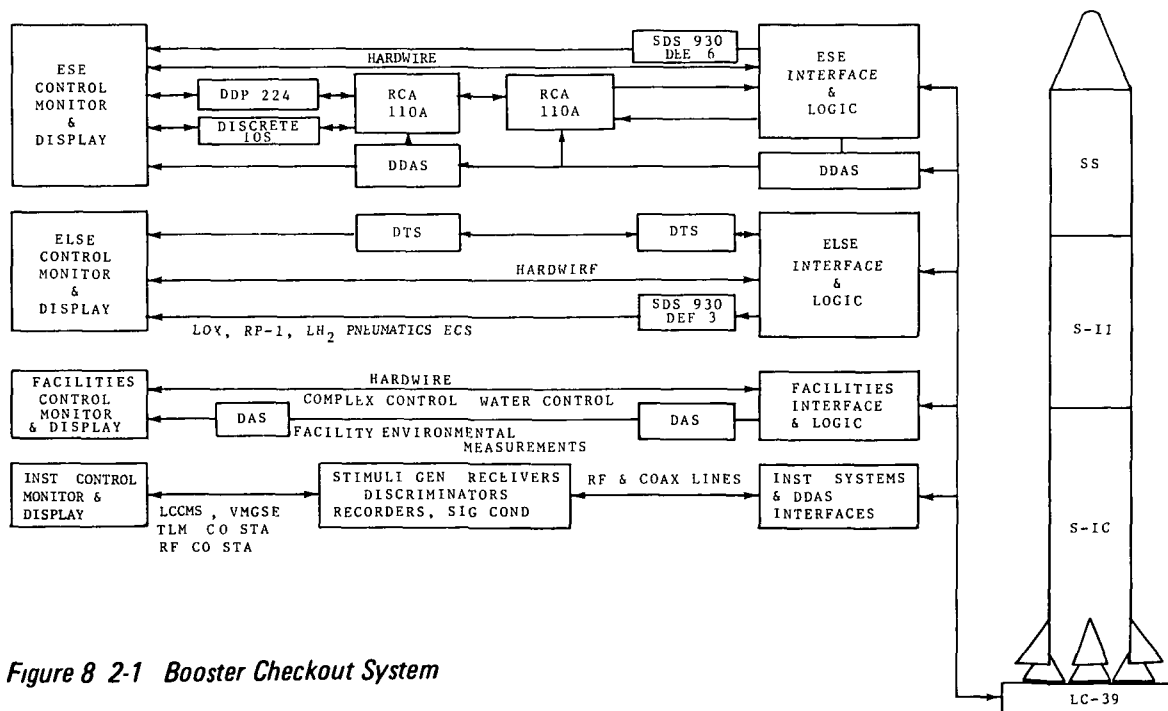 ESE
CONTROL
MONITOR
&
DISPLAY
SDS 930
DEE 6
HARDWIRE
DDP 224
DISCRETE
IOS
RCA
110A
RCA
110A
DDAS
ESE
INTERFACE
&
LOGIC
DDAS
ELSE
CONTROL
MONITOR
&
DISPLAY
DTS
DTS
HARDWIRF
SDS 930
DEF 3
LOX, RP-1, LH2 PNEUMATICS ECS
ELSE
INTERFACE
&
LOGIC
FACILITIES
CONTROL
MONITOR
& DISPLAY
HARDWIRE
COMPLEX CONTROL WATER CONTROL
DAS
DAS
FACILITY ENVIRONMENTAL
MEASUREMENTS
FACILITIES
INTERFACE
& LOGIC
INST CONTROL
MONITOR &
DISPLAY
LCCMS, VMGSE
TLM CO STA
RF CO STA
STIMULI GEN RECEIVERS
DISCRIMINATORS
RECORDERS, SIG COND
RF & COAX LINES
INST SYSTEMS
& DDAS
INTERFACES
SS
S-II
S-IC
LC-39
Figure 8 2-1 Booster Checkout System